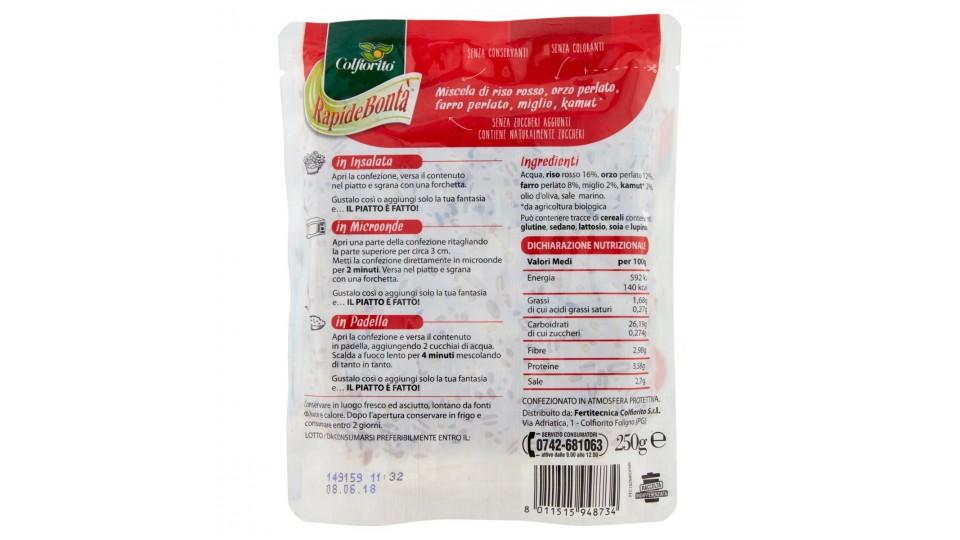 Colfiorito
RapideBontà
SENZA CONSERVANTI
SENZA COLORANTI
Miscela di riso rosso, orzo perlato,
farro perlato, miglio, kamut*
SENZA ZUCCHERI AGGIUNTI
CONTIENE NATURALMENTE ZUCCHERI
in Insalata
Apri la confezione, versa il contenuto
nel piatto e sgrana con una forchetta.
Gustalo così o aggiungi solo la tua fantasia
e... IL PIATTO È FATTO!
in Microonde
Apri una parte della confezione ritagliando
la parte superiore per circa 3 cm.
Metti la confezione direttamente in microonde
per 2 minuti. Versa nel piatto e sgrana
con una forchetta.
Gustalo così o aggiungi solo la tua fantasia
e... IL PIATTO È FATTO!
in Padella
Apri la confezione e versa il contenuto
in padella, aggiungendo 2 cucchiai di acqua.
Scalda a fuoco lento per 4 minuti mescolando
di tanto in tanto.
Gustalo così o aggiungi solo la tua fantasia
e... IL PIATTO È FATTO!
Conservare in luogo fresco ed asciutto, lontano da fonti
di luce e calore. Dopo l'apertura conservare in frigo e
consumare entro 2 giorni.
LOTTO / DA CONSUMARSI PREFERIBILMENTE ENTRO IL:
149159 11:32
08.06.18
Ingredienti
Acqua, riso rosso 16%, orzo perlato 12%,
farro perlato 8%, miglio 2%, kamut* 2%,
olio d'oliva, sale marino.
*da agricoltura biologica
Può contenere tracce di cereali contenenti
glutine, sedano, lattosio, soia e lupino.
DICHIARAZIONE NUTRIZIONALE
Valori Medi per 100g
Energia 592 kJ
140 kcal
Grassi 1,68g
di cui acidi grassi saturi 0,27g
Carboidrati 26,19g
di cui zuccheri 0,274g
Fibre 2,98g
Proteine 3,58g
Sale 2,7g
CONFEZIONATO IN ATMOSFERA PROTETTIVA.
Distribuito da: Fertitecnica Colfiorito S.r.l.
Via Adriatica, 1 - Colfiorito Foligno (PG)
SERVIZIO CONSUMATORI
0742-681063
attivo dalle 9.00 alle 12.00
250g e
8 011515 948734
RACCOLTA
INDIFFERENZIATA